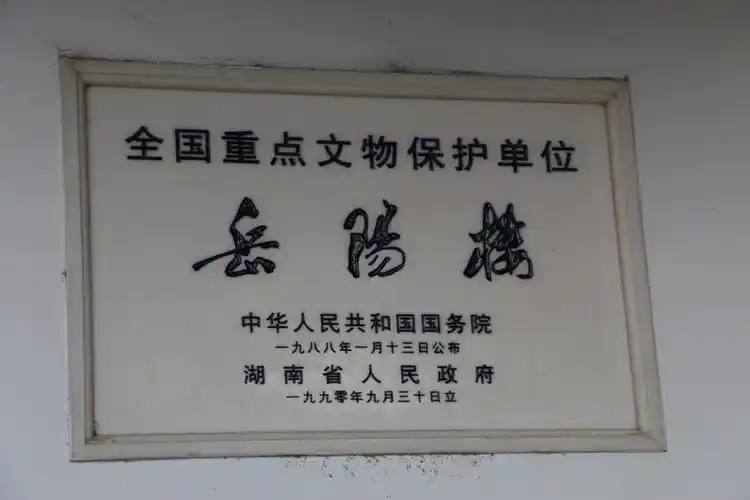 全国重点文物保护单位
岳陽楼
中华人民共和国国务院
一九八八年一月十三日公布
湖南省人民政府
一九九零年九月三十日立